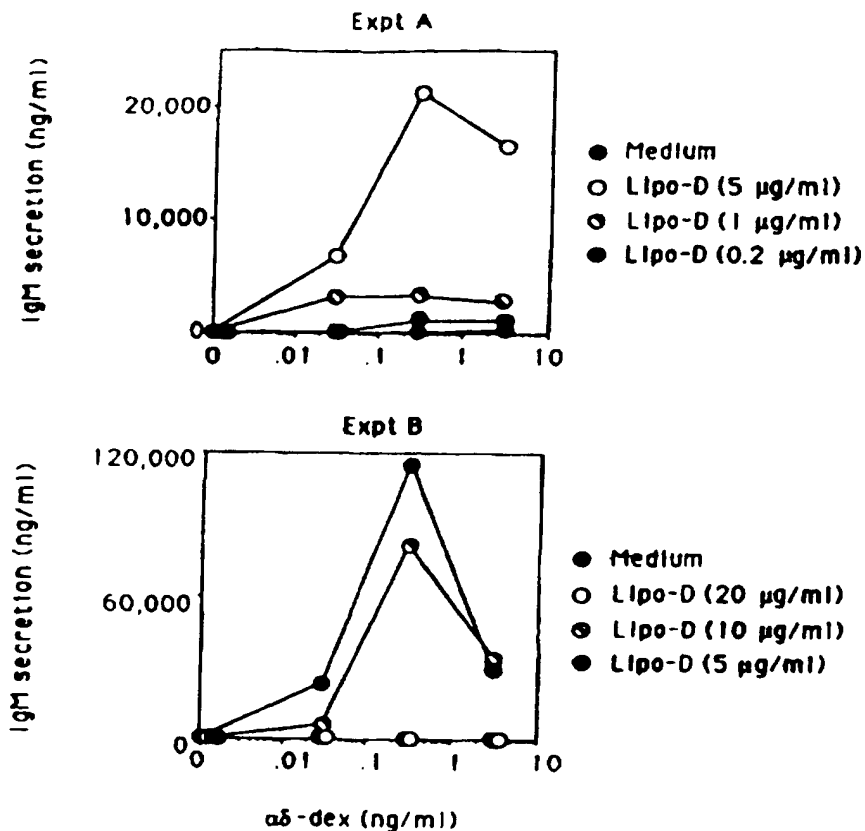 Expt A
IgM secretion (ng/ml)
20,000
10,000
0
0 .01 .1 1 10
Medium
Lipo-D (5 µg/ml)
Lipo-D (1 µg/ml)
Lipo-D (0.2 µg/ml)
Expt B
IgM secretion (ng/ml)
120,000
60,000
0
0 .01 .1 1 10
Medium
Lipo-D (20 µg/ml)
Lipo-D (10 µg/ml)
Lipo-D (5 µg/ml)
αδ-dex (ng/ml)